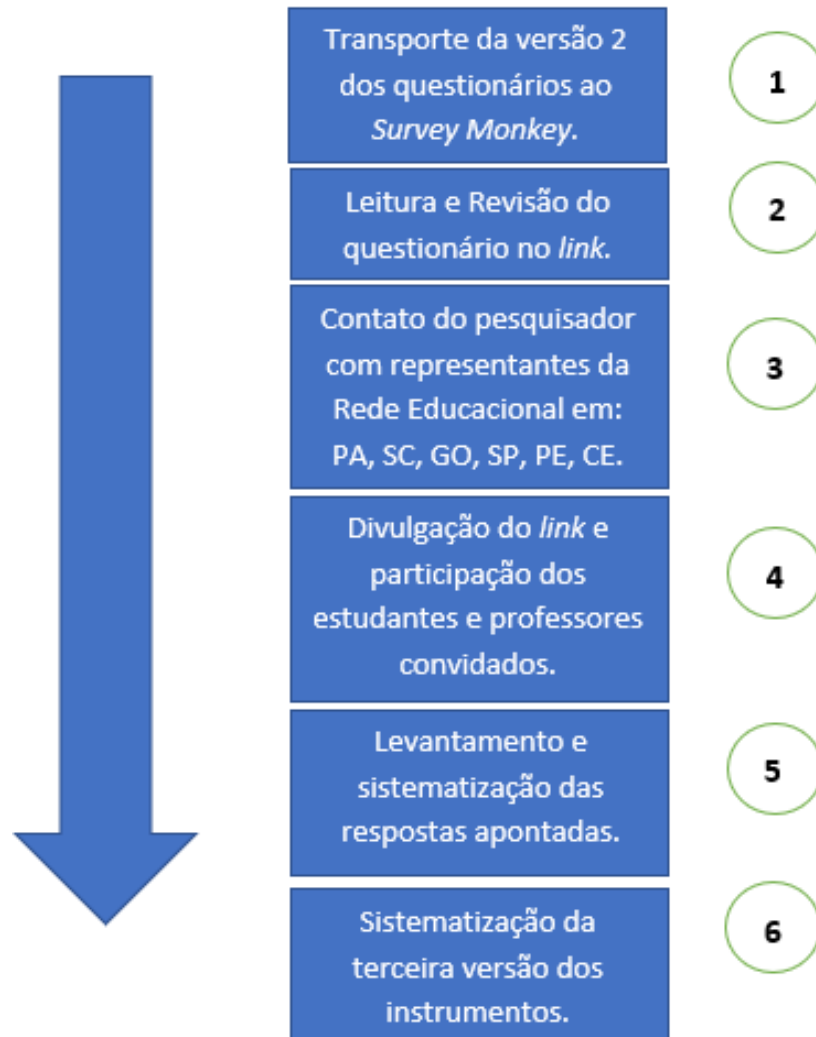 Transporte da versão 2
dos questionários ao
Survey Monkey.
1
Leitura e Revisão do
questionário no link.
2
Contato do pesquisador
com representantes da
Rede Educacional em:
PA, SC, GO, SP, PE, CE.
3
Divulgação do link e
participação dos
estudantes e professores
convidados.
4
Levantamento e
sistematização das
respostas apontadas.
5
Sistematização da
terceira versão dos
instrumentos.
6